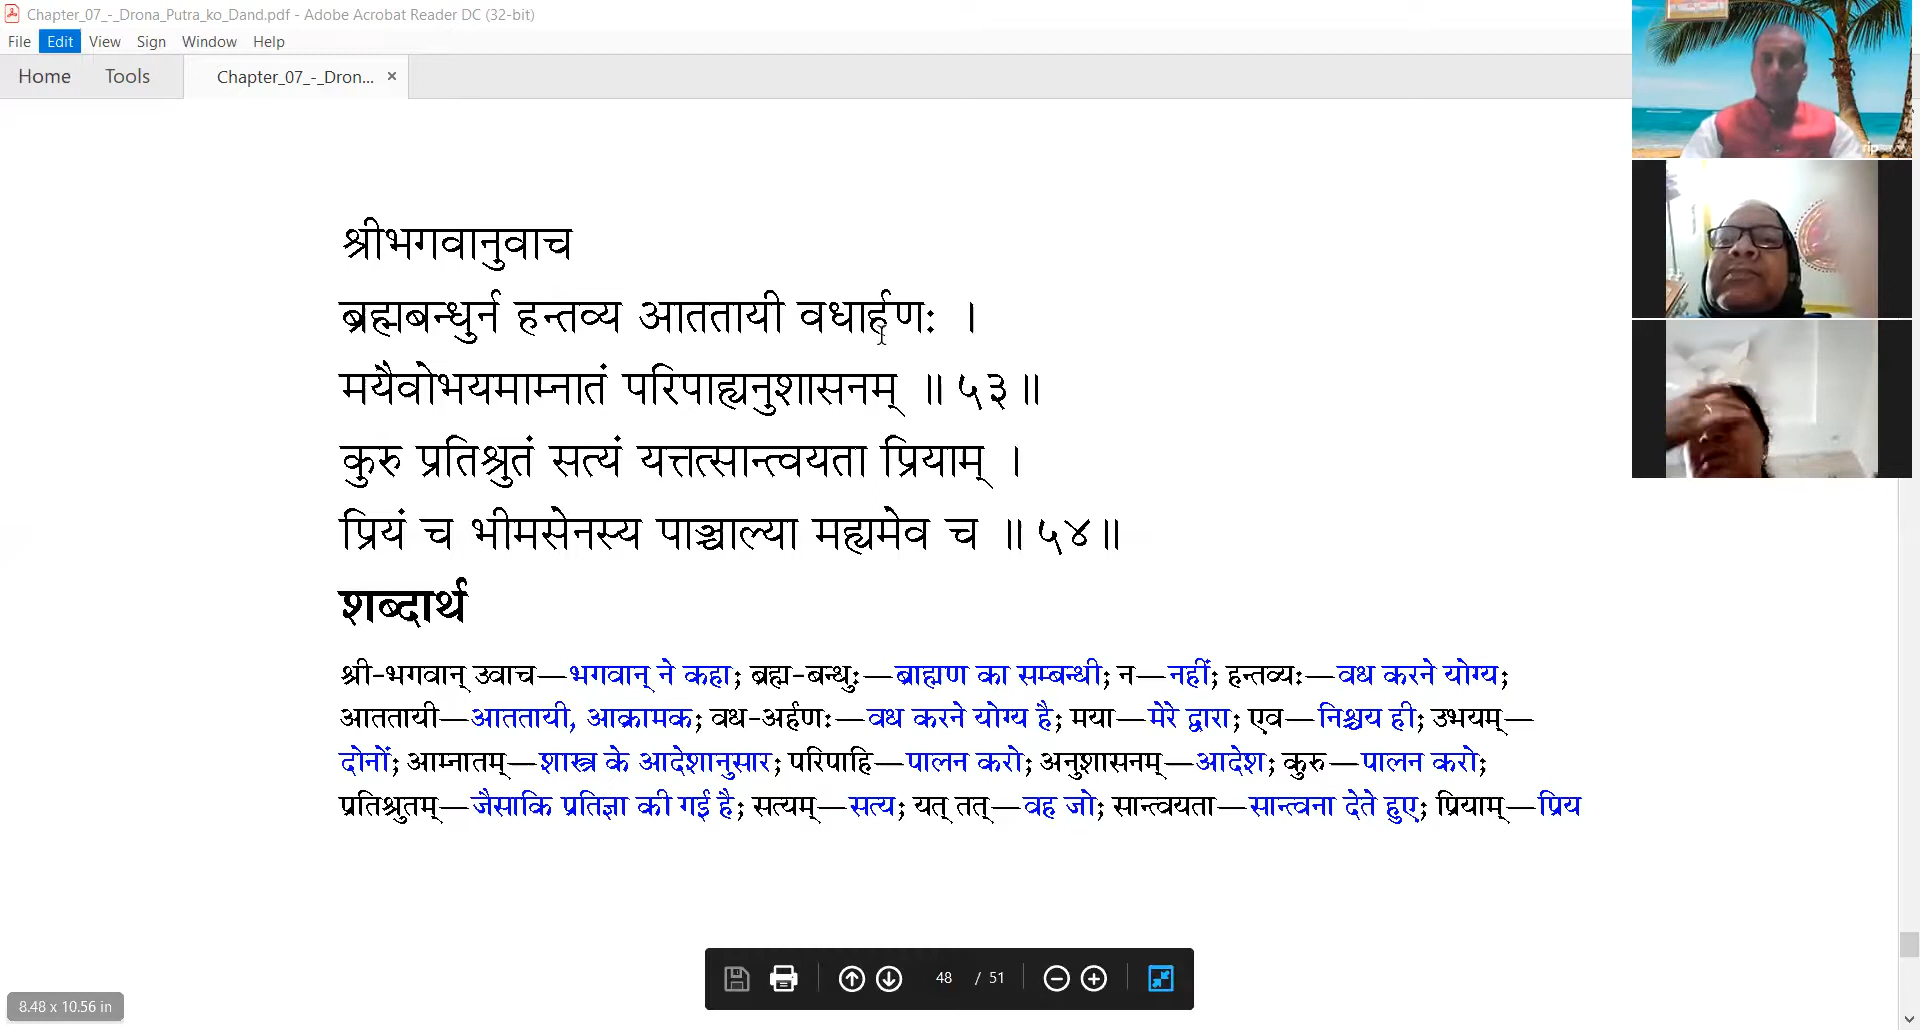 Chapter_07_-_Drona_Putra_ko_Dand.pdf - Adobe Acrobat Reader DC (32-bit)
File Edit View Sign Window Help
Home Tools Chapter_07_-_Dron... ×
श्रीभगवानुवाच
ब्रह्मबन्धुर्न हन्तव्य आततायी वधार्हणः ।
मयैवोभयमाम्नातं परिपाह्यनुशासनम् ॥ ५३॥
कुरु प्रतिश्रुतं सत्यं यत्तत्सान्त्वयता प्रियाम् ।
प्रियं च भीमसेनस्य पाञ्चाल्या मह्यमेव च ॥ ५४॥
शब्दार्थ
श्री-भगवान् उवाच—भगवान् ने कहा; ब्रह्म-बन्धुः—ब्राह्मण का सम्बन्धी; न—नहीं; हन्तव्यः—वध करने योग्य;
आततायी—आततायी, आक्रामक; वध-अर्हणः—वध करने योग्य है; मया—मेरे द्वारा; एव—निश्चय ही; उभयम्—
दोनों; आम्नातम्—शास्त्र के आदेशानुसार; परिपाहि—पालन करो; अनुशासनम्—आदेश; कुरु—पालन करो;
प्रतिश्रुतम्—जैसाकि प्रतिज्ञा की गई है; सत्यम्—सत्य; यत् तत्—वह जो; सान्त्वयता—सान्त्वना देते हुए; प्रियाम्—प्रिय
48 / 51
8.48 x 10.56 in